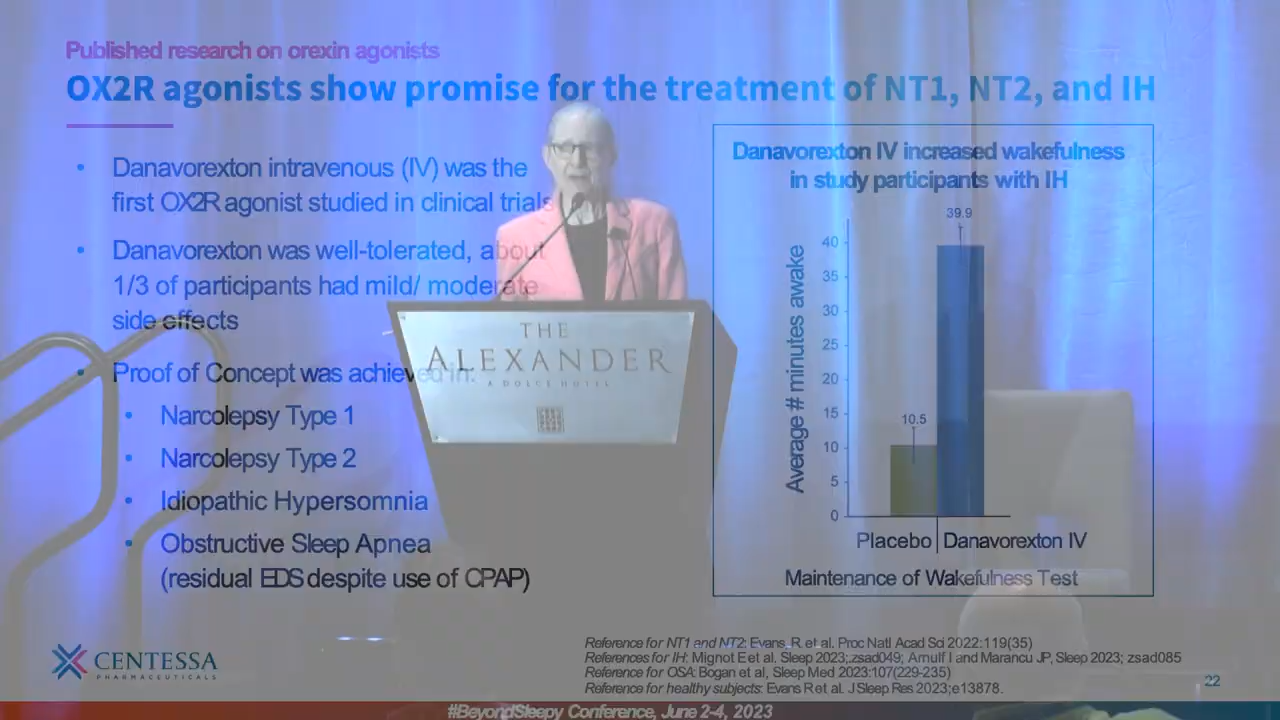 Published research on orexin agonists
OX2R agonists show promise for the treatment of NT1, NT2, and IH
• Danavorexton intravenous (IV) was the
first OX2R agonist studied in clinical trials
• Danavorexton was well-tolerated, about
1/3 of participants had mild/ moderate
side effects
• Proof of Concept was achieved in:
• Narcolepsy Type 1
• Narcolepsy Type 2
• Idiopathic Hypersomnia
• Obstructive Sleep Apnea
(residual EDS despite use of CPAP)
THE
ALEXANDER
A DOLCE HOTEL
Danavorexton IV increased wakefulness
in study participants with IH
39.9
10.5
Average # minutes awake
40
35
30
25
20
15
10
5
0
Placebo Danavorexton IV
Maintenance of Wakefulness Test
CENTESSA
PHARMACEUTICALS
Reference for NT1 and NT2: Evans, R. et al. Proc Natl Acad Sci 2022:119(35)
References for IH: Mignot E et al. Sleep 2023;.zsad049; Arnulf I and Marancu JP, Sleep 2023; zsad085
Reference for OSA: Bogan et al, Sleep Med 2023:107(229-235)
Reference for healthy subjects: Evans R et al. J Sleep Res 2023;e13878.
22
#BeyondSleepy Conference, June 2-4, 2023